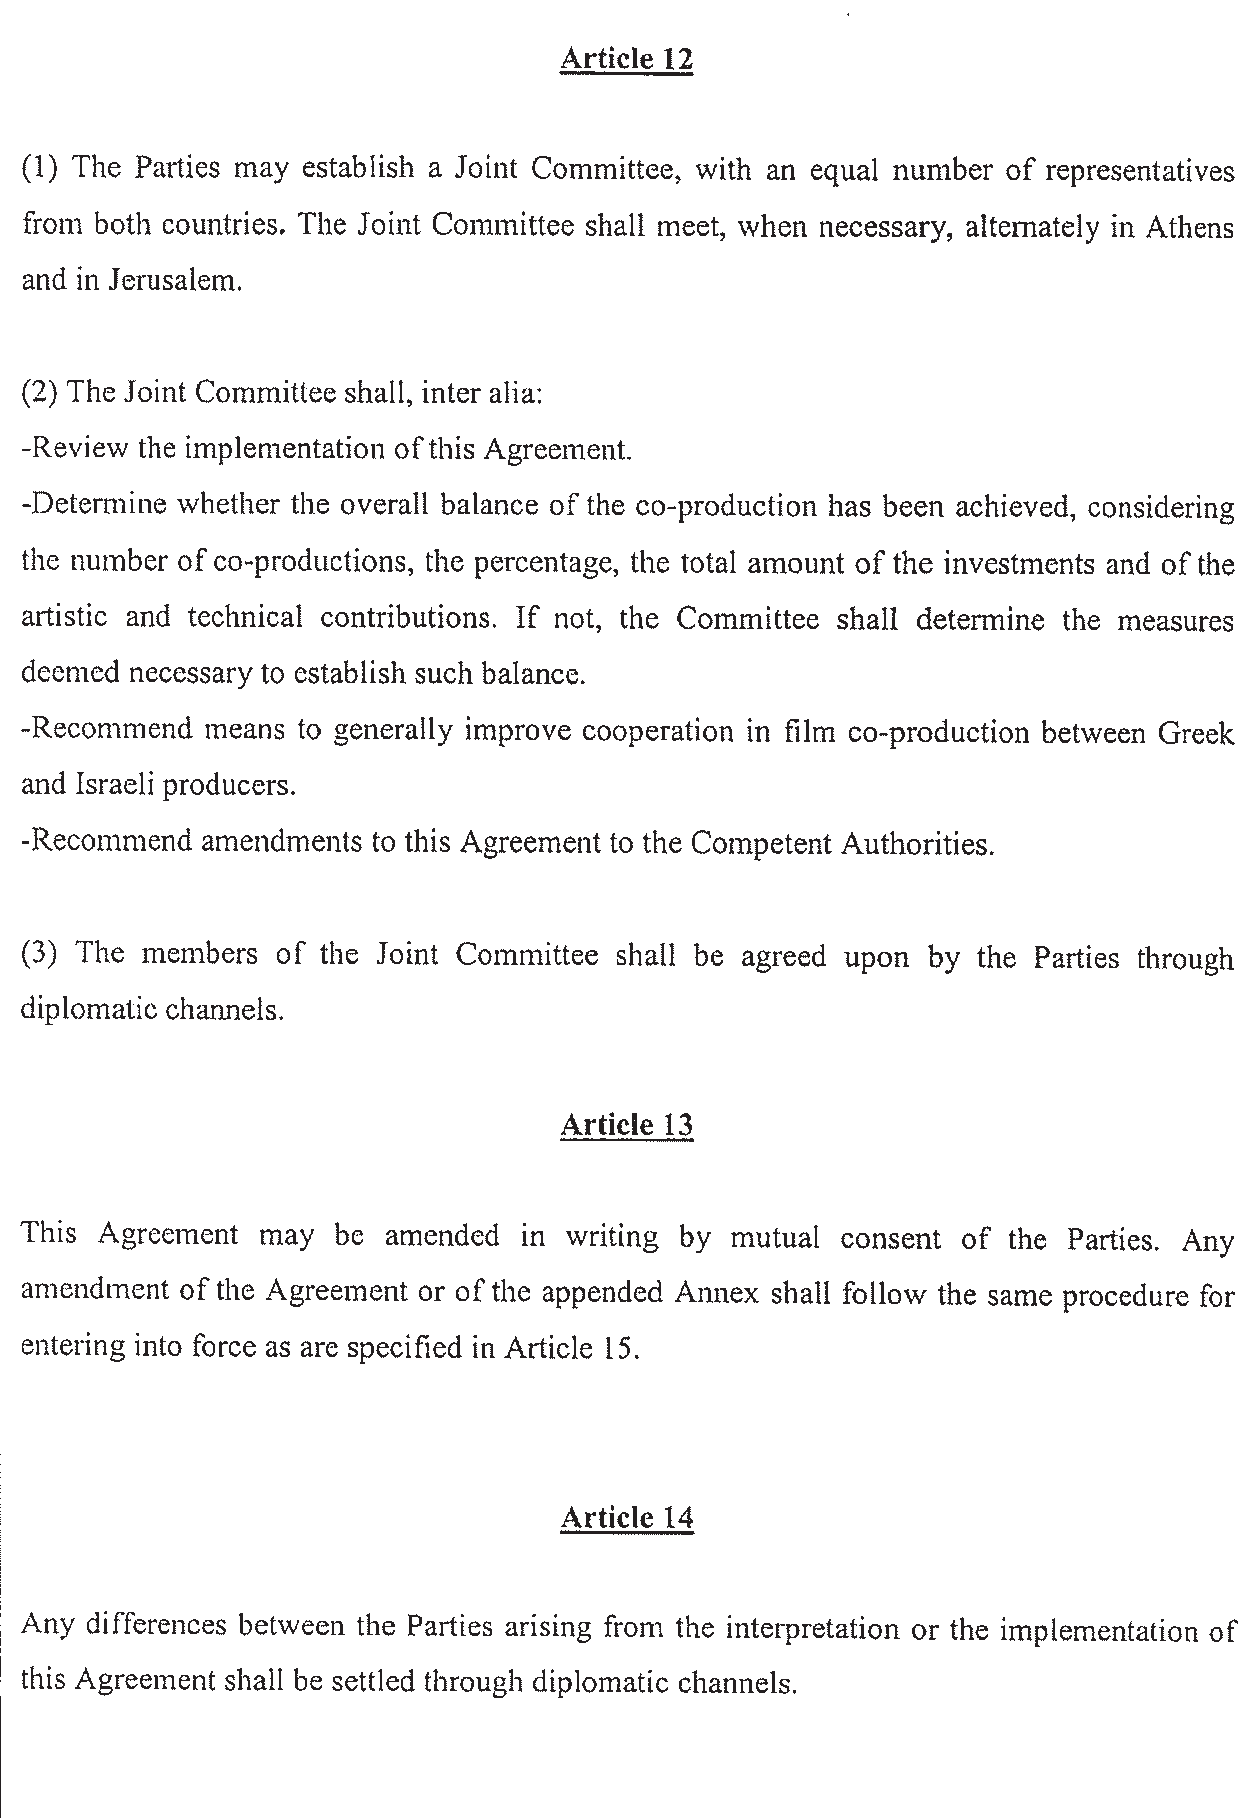 Article 12
(1) The Parties may establish a Joint Committee, with an equal number of representatives
from both countries. The Joint Committee shall meet, when necessary, alternately in Athens
and in Jerusalem.
(2) The Joint Committee shall, inter alia:
-Review the implementation of this Agreement.
-Determine whether the overall balance of the co-production has been achieved, considering
the number of co-productions, the percentage, the total amount of the investments and of the
artistic and technical contributions. If not, the Committee shall determine the measures
deemed necessary to establish such balance.
-Recommend means to generally improve cooperation in film co-production between Greek
and Israeli producers.
-Recommend amendments to this Agreement to the Competent Authorities.
(3) The members of the Joint Committee shall be agreed upon by the Parties through
diplomatic channels.
Article 13
This Agreement may be amended in writing by mutual consent of the Parties. Any
amendment of the Agreement or of the appended Annex shall follow the same procedure for
entering into force as are specified in Article 15.
Article 14
Any differences between the Parties arising from the interpretation or the implementation of
this Agreement shall be settled through diplomatic channels.